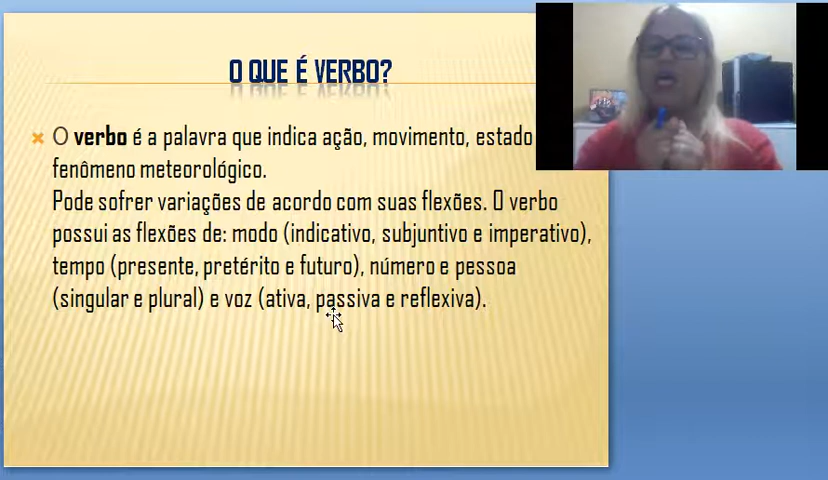 O QUE É VERBO?
O verbo é a palavra que indica ação, movimento, estado
fenômeno meteorológico.
Pode sofrer variações de acordo com suas flexões. O verbo
possui as flexões de: modo (indicativo, subjuntivo e imperativo),
tempo (presente, pretérito e futuro), número e pessoa
(singular e plural) e voz (ativa, passiva e reflexiva).